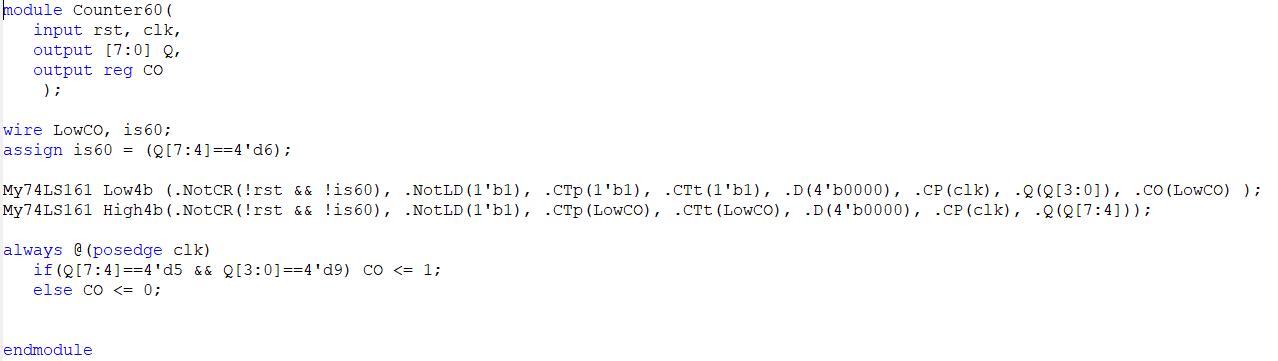 module Counter60(
input rst, clk,
output [7:0] Q,
output reg CO
);
wire LowCO, is60;
assign is60 = (Q[7:4]==4'd6);
My74LS161 Low4b (.NotCR(!rst && !is60), .NotLD(1'b1), .CTp(1'b1), .CTt(1'b1), .D(4'b0000), .CP(clk), .Q(Q[3:0]), .CO(LowCO) );
My74LS161 High4b(.NotCR(!rst && !is60), .NotLD(1'b1), .CTp(LowCO), .CTt(LowCO), .D(4'b0000), .CP(clk), .Q(Q[7:4]));
always @(posedge clk)
if(Q[7:4]==4'd5 && Q[3:0]==4'd9) CO <= 1;
else CO <= 0;
endmodule